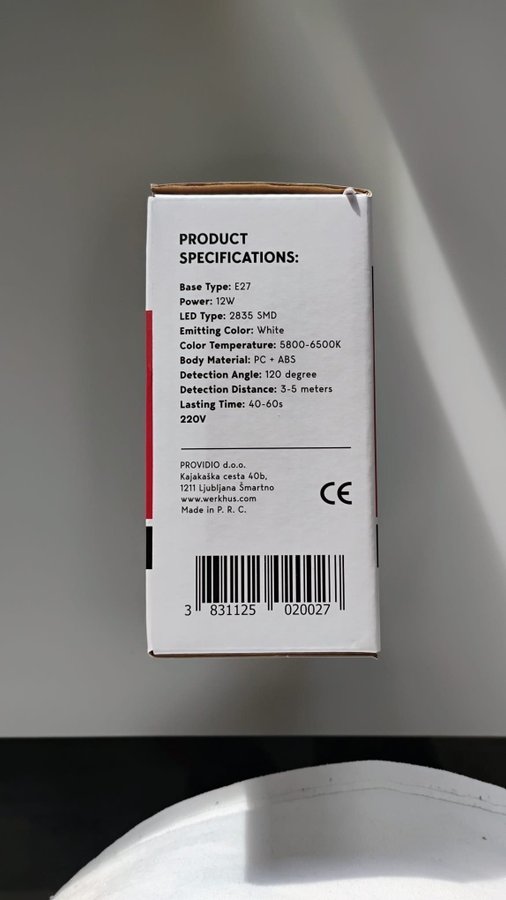 PRODUCT
SPECIFICATIONS:
Base Type: E27
Power: 12W
LED Type: 2835 SMD
Emitting Color: White
Color Temperature: 5800-6500K
Body Material: PC + ABS
Detection Angle: 120 degree
Detection Distance: 3-5 meters
Lasting Time: 40-60s
220V
PROVIDIO d.o.o.
Kajakaška cesta 40b,
1211 Ljubljana Šmartno
www.werkhus.com
Made in P. R. C.
CE
3 831125 020027